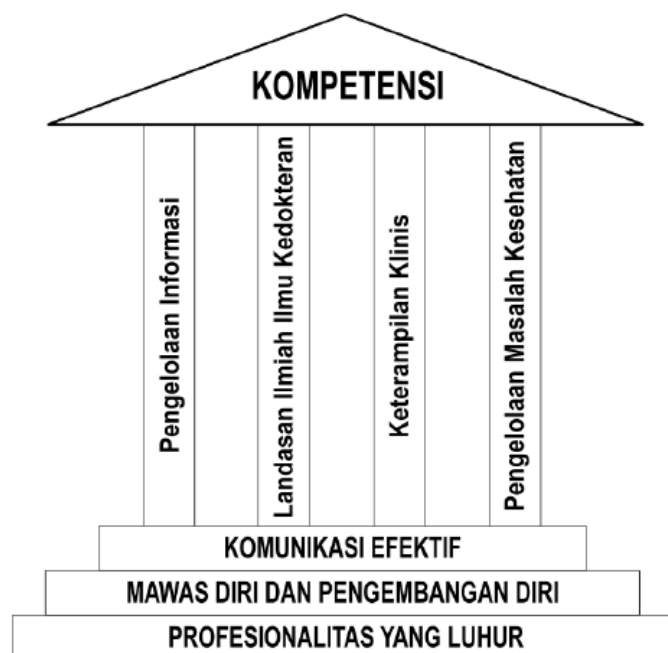 KOMPETENSI
Pengelolaan Informasi
Landasan Ilmiah Ilmu Kedokteran
Keterampilan Klinis
Pengelolaan Masalah Kesehatan
KOMUNIKASI EFEKTIF
MAWAS DIRI DAN PENGEMBANGAN DIRI
PROFESIONALITAS YANG LUHUR